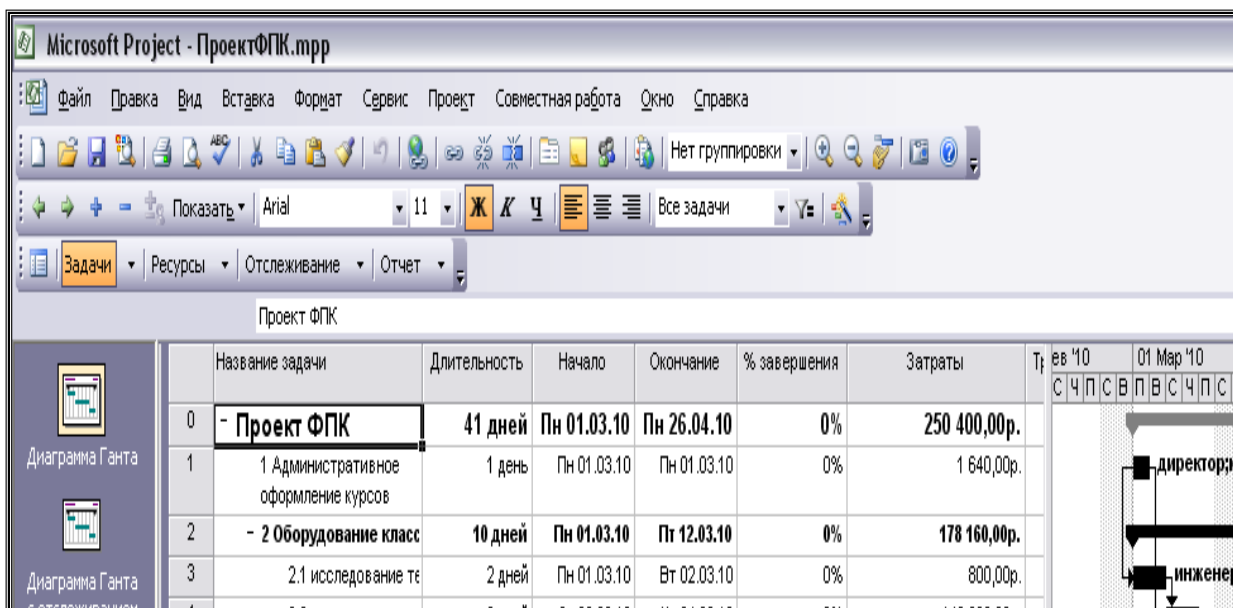 Microsoft Project - ПроектФПК.mpp
Файл Правка Вид Вставка Формат Сервис Проект Совместная работа Окно Справка
ABC Нет группировки
Показать Arial 11 Ж К Ч Все задачи
Задачи Ресурсы Отслеживание Отчет
Проект ФПК
Название задачи Длительность Начало Окончание % завершения Затраты ев '10 01 Мар '10
С Ч П С В П В С Ч П С
0 - Проект ФПК 41 дней Пн 01.03.10 Пн 26.04.10 0% 250 400,00р.
Диаграмма Ганта
1 1 Административное 1 день Пн 01.03.10 Пн 01.03.10 0% 1 640,00р. директор;
оформление курсов
2 - 2 Оборудование класс 10 дней Пн 01.03.10 Пт 12.03.10 0% 178 160,00р.
Диаграмма Ганта
3 2.1 исследование те 2 дней Пн 01.03.10 Вт 02.03.10 0% 800,00р. инженер